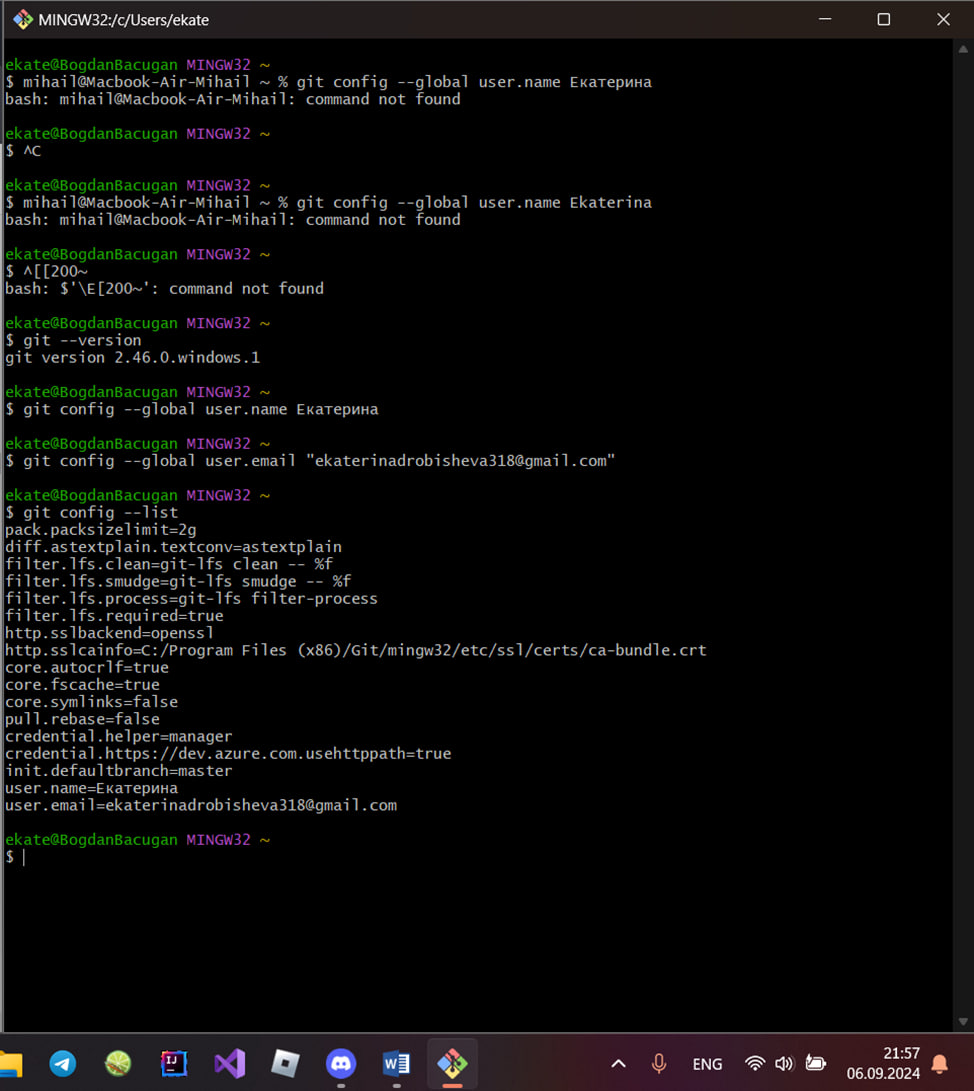 MINGW32:/c/Users/ekate
ekate@BogdanBacugan MINGW32 ~
$ mihail@Macbook-Air-Mihail ~ % git config --global user.name Екатерина
bash: mihail@Macbook-Air-Mihail: command not found
ekate@BogdanBacugan MINGW32 ~
$ ^C
ekate@BogdanBacugan MINGW32 ~
$ mihail@Macbook-Air-Mihail ~ % git config --global user.name Ekaterina
bash: mihail@Macbook-Air-Mihail: command not found
ekate@BogdanBacugan MINGW32 ~
$ ^[[200~
bash: $'\E[200~': command not found
ekate@BogdanBacugan MINGW32 ~
$ git --version
git version 2.46.0.windows.1
ekate@BogdanBacugan MINGW32 ~
$ git config --global user.name Екатерина
ekate@BogdanBacugan MINGW32 ~
$ git config --global user.email "ekaterinadrobisheva318@gmail.com"
ekate@BogdanBacugan MINGW32 ~
$ git config --list
pack.packsizelimit=2g
diff.astextplain.textconv=astextplain
filter.lfs.clean=git-lfs clean -- %f
filter.lfs.smudge=git-lfs smudge -- %f
filter.lfs.process=git-lfs filter-process
filter.lfs.required=true
http.sslbackend=openssl
http.sslcainfo=C:/Program Files (x86)/Git/mingw32/etc/ssl/certs/ca-bundle.crt
core.autocrlf=true
core.fscache=true
core.symlinks=false
pull.rebase=false
credential.helper=manager
credential.https://dev.azure.com.usehttppath=true
init.defaultbranch=master
user.name=Екатерина
user.email=ekaterinadrobisheva318@gmail.com
ekate@BogdanBacugan MINGW32 ~
$
IJ
W
ENG
21:57
06.09.2024